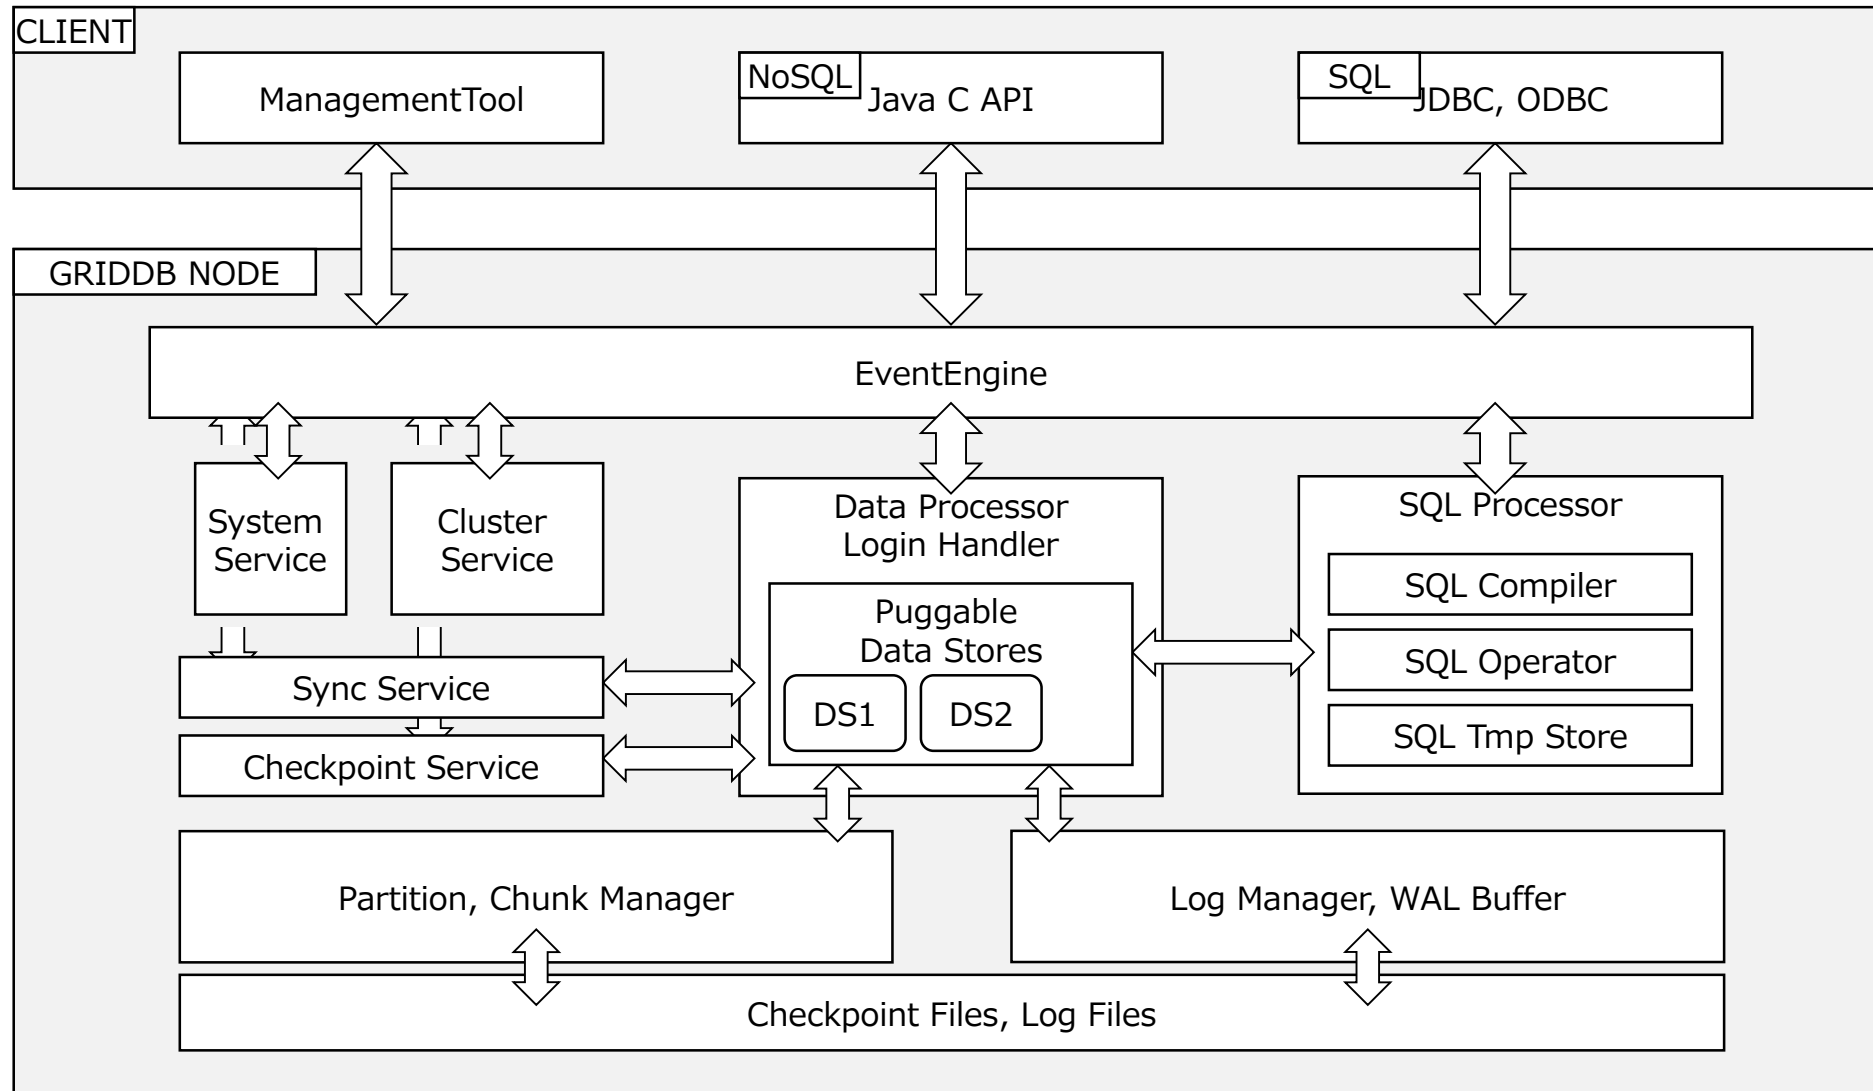 CLIENT
ManagementTool
NoSQL
Java C API
SQL
JDBC, ODBC
GRIDDB NODE
EventEngine
System
Service
Cluster
Service
Data Processor
Login Handler
SQL Processor
SQL Compiler
Puggable
Data Stores
SQL Operator
Sync Service
DS1
DS2
SQL Tmp Store
Checkpoint Service
Partition, Chunk Manager
Log Manager, WAL Buffer
Checkpoint Files, Log Files